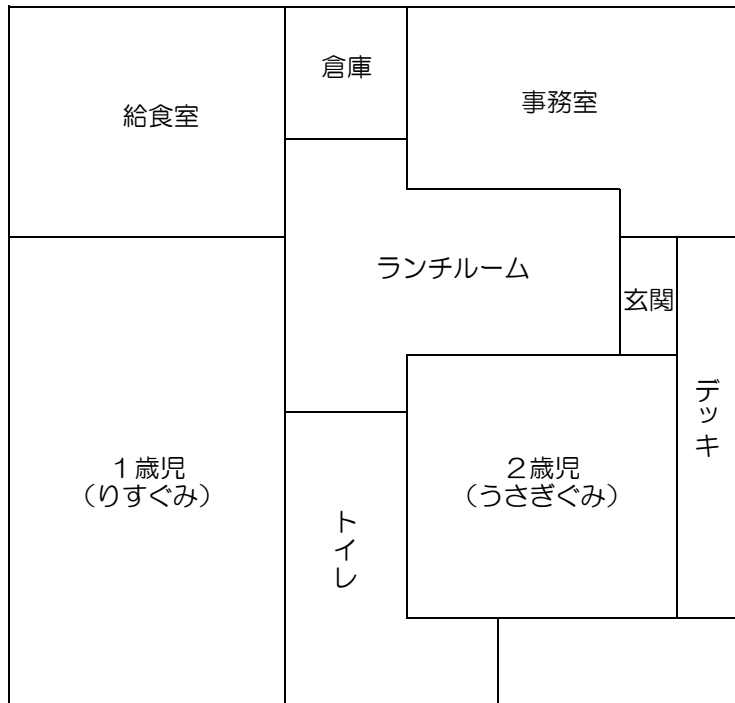 倉庫
給食室
事務室
ランチルーム
玄関
デッキ
１歳児
（りすぐみ）
２歳児
（うさぎぐみ）
トイレ